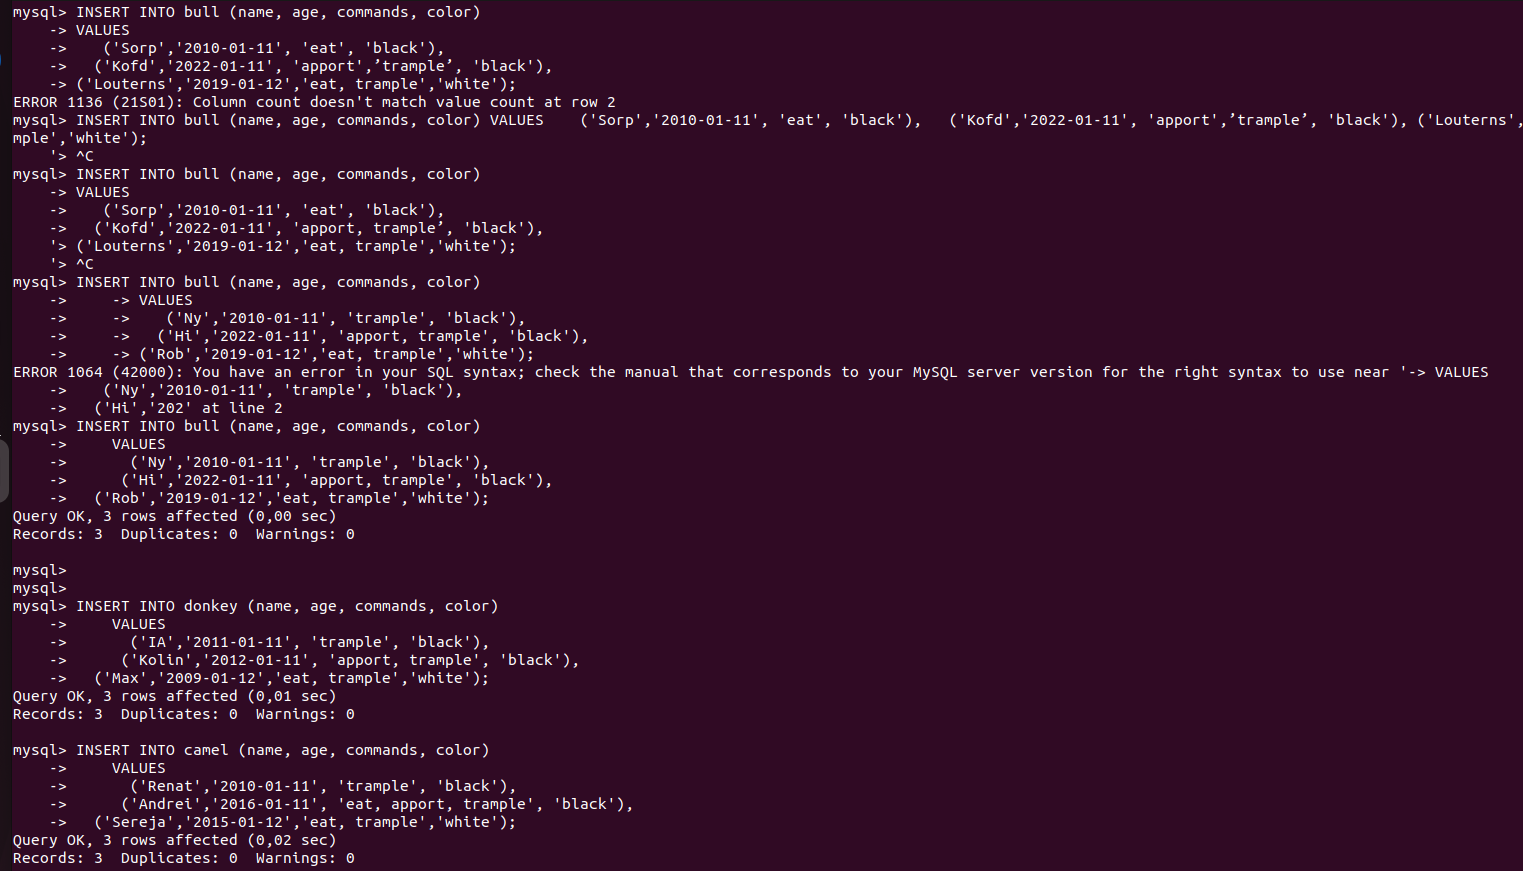 mysql> INSERT INTO bull (name, age, commands, color)
    -> VALUES
    ->    ('Sorp','2010-01-11', 'eat', 'black'),
    ->   ('Kofd','2022-01-11', 'apport',’trample’, 'black'),
    -> ('Louterns','2019-01-12','eat, trample','white');
ERROR 1136 (21S01): Column count doesn't match value count at row 2
mysql> INSERT INTO bull (name, age, commands, color) VALUES    ('Sorp','2010-01-11', 'eat', 'black'),   ('Kofd','2022-01-11', 'apport',’trample’, 'black'), ('Louterns',
mple','white');
    '> ^C
mysql> INSERT INTO bull (name, age, commands, color)
    -> VALUES
    ->    ('Sorp','2010-01-11', 'eat', 'black'),
    ->   ('Kofd','2022-01-11', 'apport, trample’, 'black'),
    '> ('Louterns','2019-01-12','eat, trample','white');
    '> ^C
mysql> INSERT INTO bull (name, age, commands, color)
    ->     -> VALUES
    ->     ->    ('Ny','2010-01-11', 'trample', 'black'),
    ->     ->   ('Hi','2022-01-11', 'apport, trample', 'black'),
    ->     -> ('Rob','2019-01-12','eat, trample','white');
ERROR 1064 (42000): You have an error in your SQL syntax; check the manual that corresponds to your MySQL server version for the right syntax to use near '-> VALUES
    ->    ('Ny','2010-01-11', 'trample', 'black'),
    ->   ('Hi','202' at line 2
mysql> INSERT INTO bull (name, age, commands, color)
    ->     VALUES
    ->       ('Ny','2010-01-11', 'trample', 'black'),
    ->      ('Hi','2022-01-11', 'apport, trample', 'black'),
    ->   ('Rob','2019-01-12','eat, trample','white');
Query OK, 3 rows affected (0,00 sec)
Records: 3  Duplicates: 0  Warnings: 0

mysql>
mysql>
mysql> INSERT INTO donkey (name, age, commands, color)
    ->     VALUES
    ->       ('IA','2011-01-11', 'trample', 'black'),
    ->      ('Kolin','2012-01-11', 'apport, trample', 'black'),
    ->   ('Max','2009-01-12','eat, trample','white');
Query OK, 3 rows affected (0,01 sec)
Records: 3  Duplicates: 0  Warnings: 0

mysql> INSERT INTO camel (name, age, commands, color)
    ->     VALUES
    ->       ('Renat','2010-01-11', 'trample', 'black'),
    ->      ('Andrei','2016-01-11', 'eat, apport, trample', 'black'),
    ->   ('Sereja','2015-01-12','eat, trample','white');
Query OK, 3 rows affected (0,02 sec)
Records: 3  Duplicates: 0  Warnings: 0